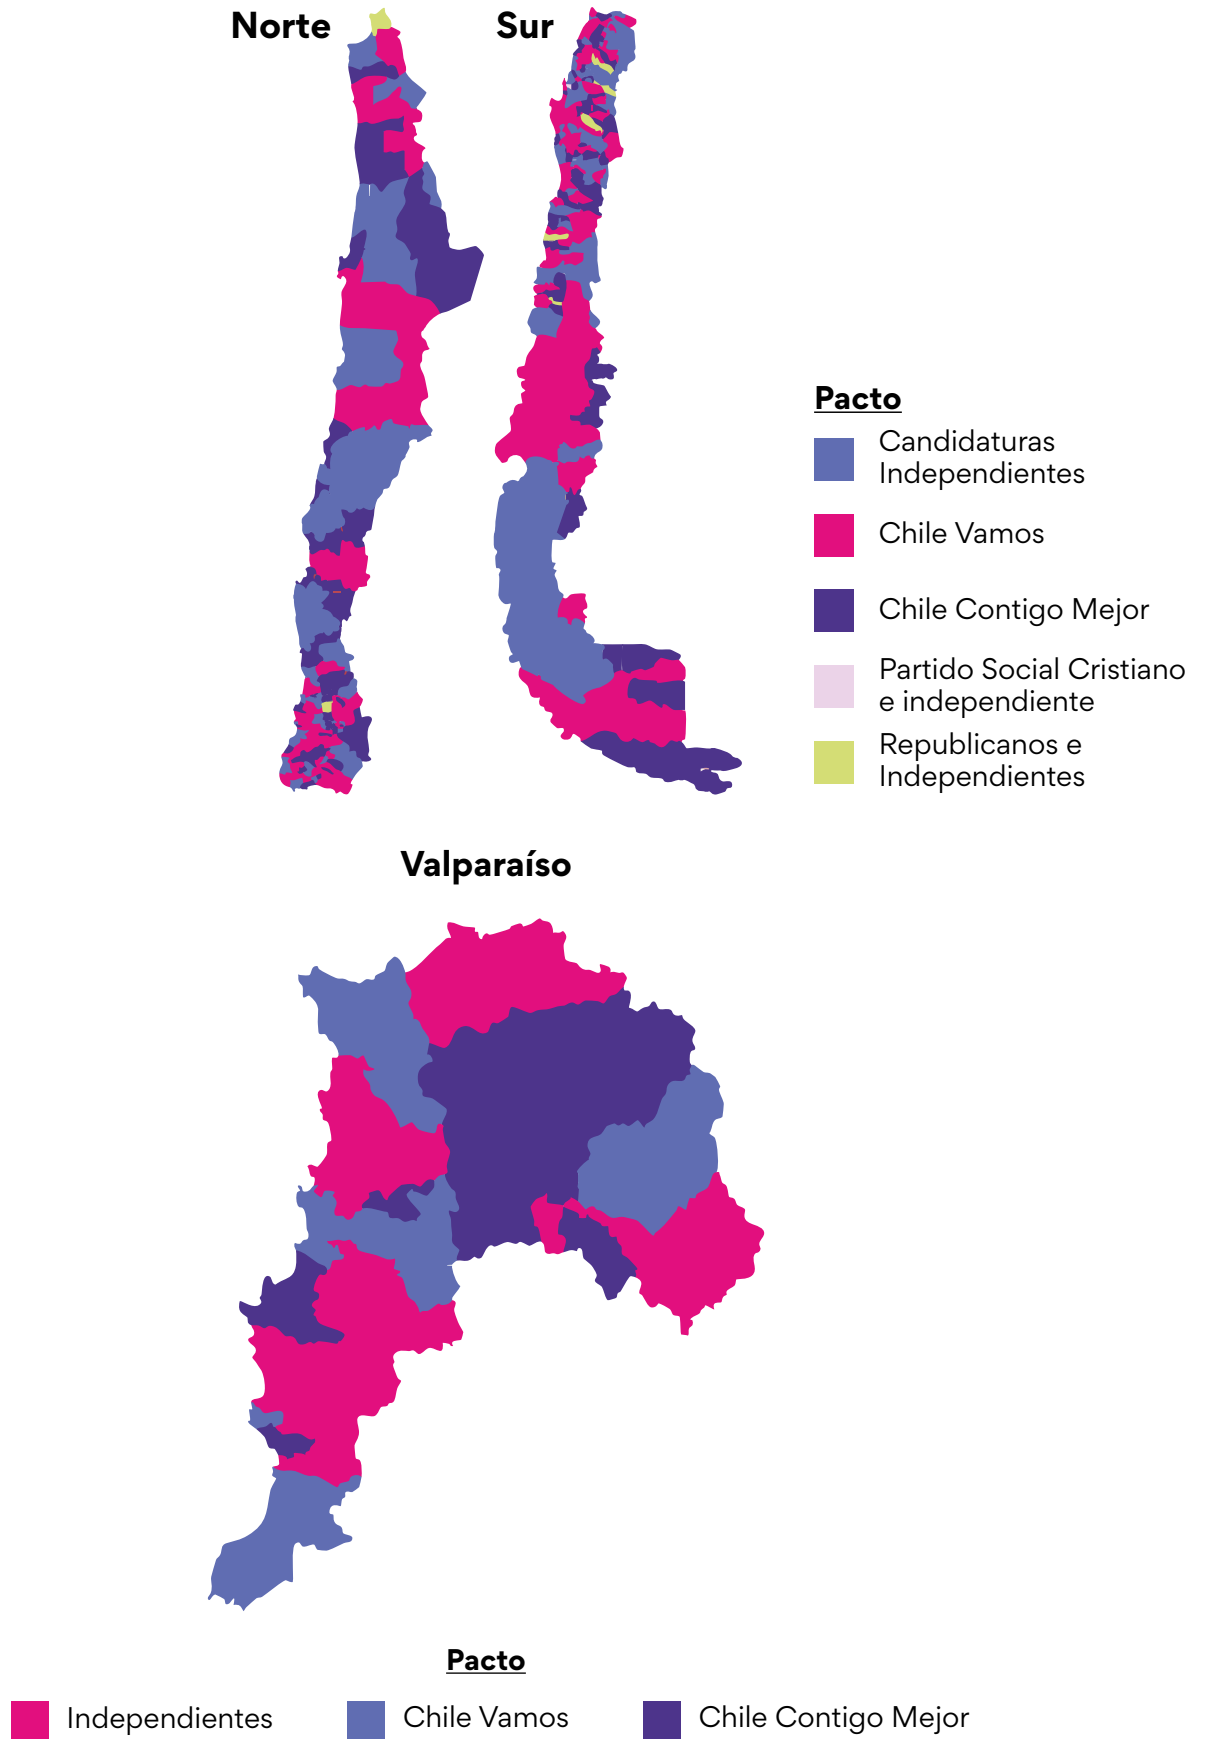 Norte
Sur
Pacto
Candidaturas
Independientes
Chile Vamos
Chile Contigo Mejor
Partido Social Cristiano
e independiente
Republicanos e
Independientes
Valparaíso
Pacto
Independientes
Chile Vamos
Chile Contigo Mejor